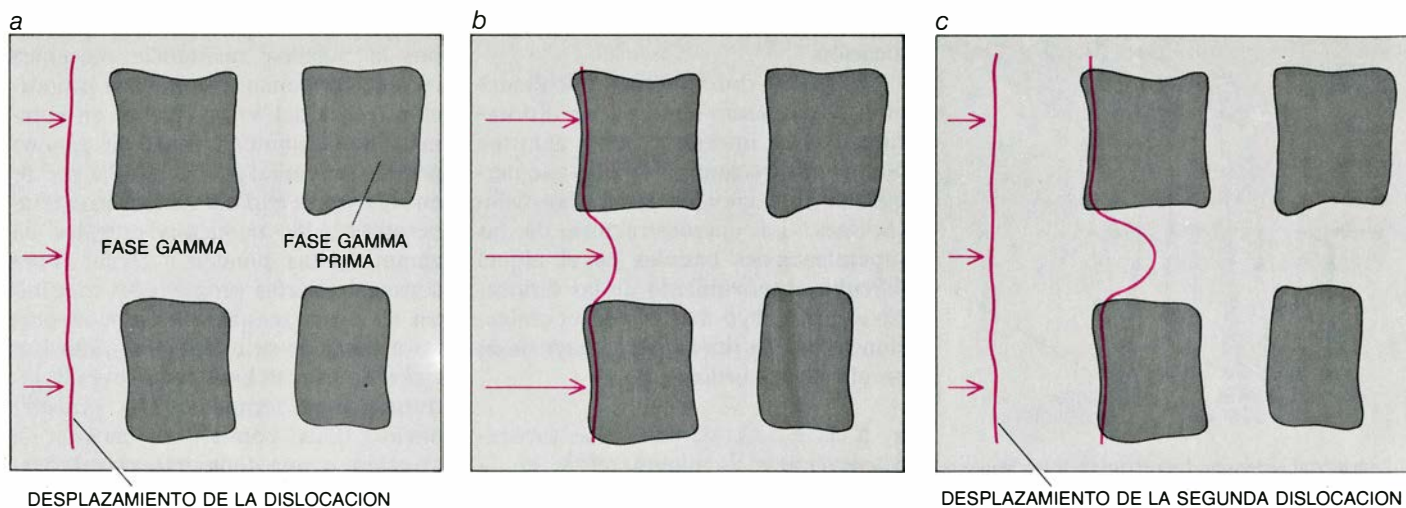 a
b
c
FASE GAMMA
FASE GAMMA
PRIMA
DESPLAZAMIENTO DE LA DISLOCACION
DESPLAZAMIENTO DE LA SEGUNDA DISLOCACION